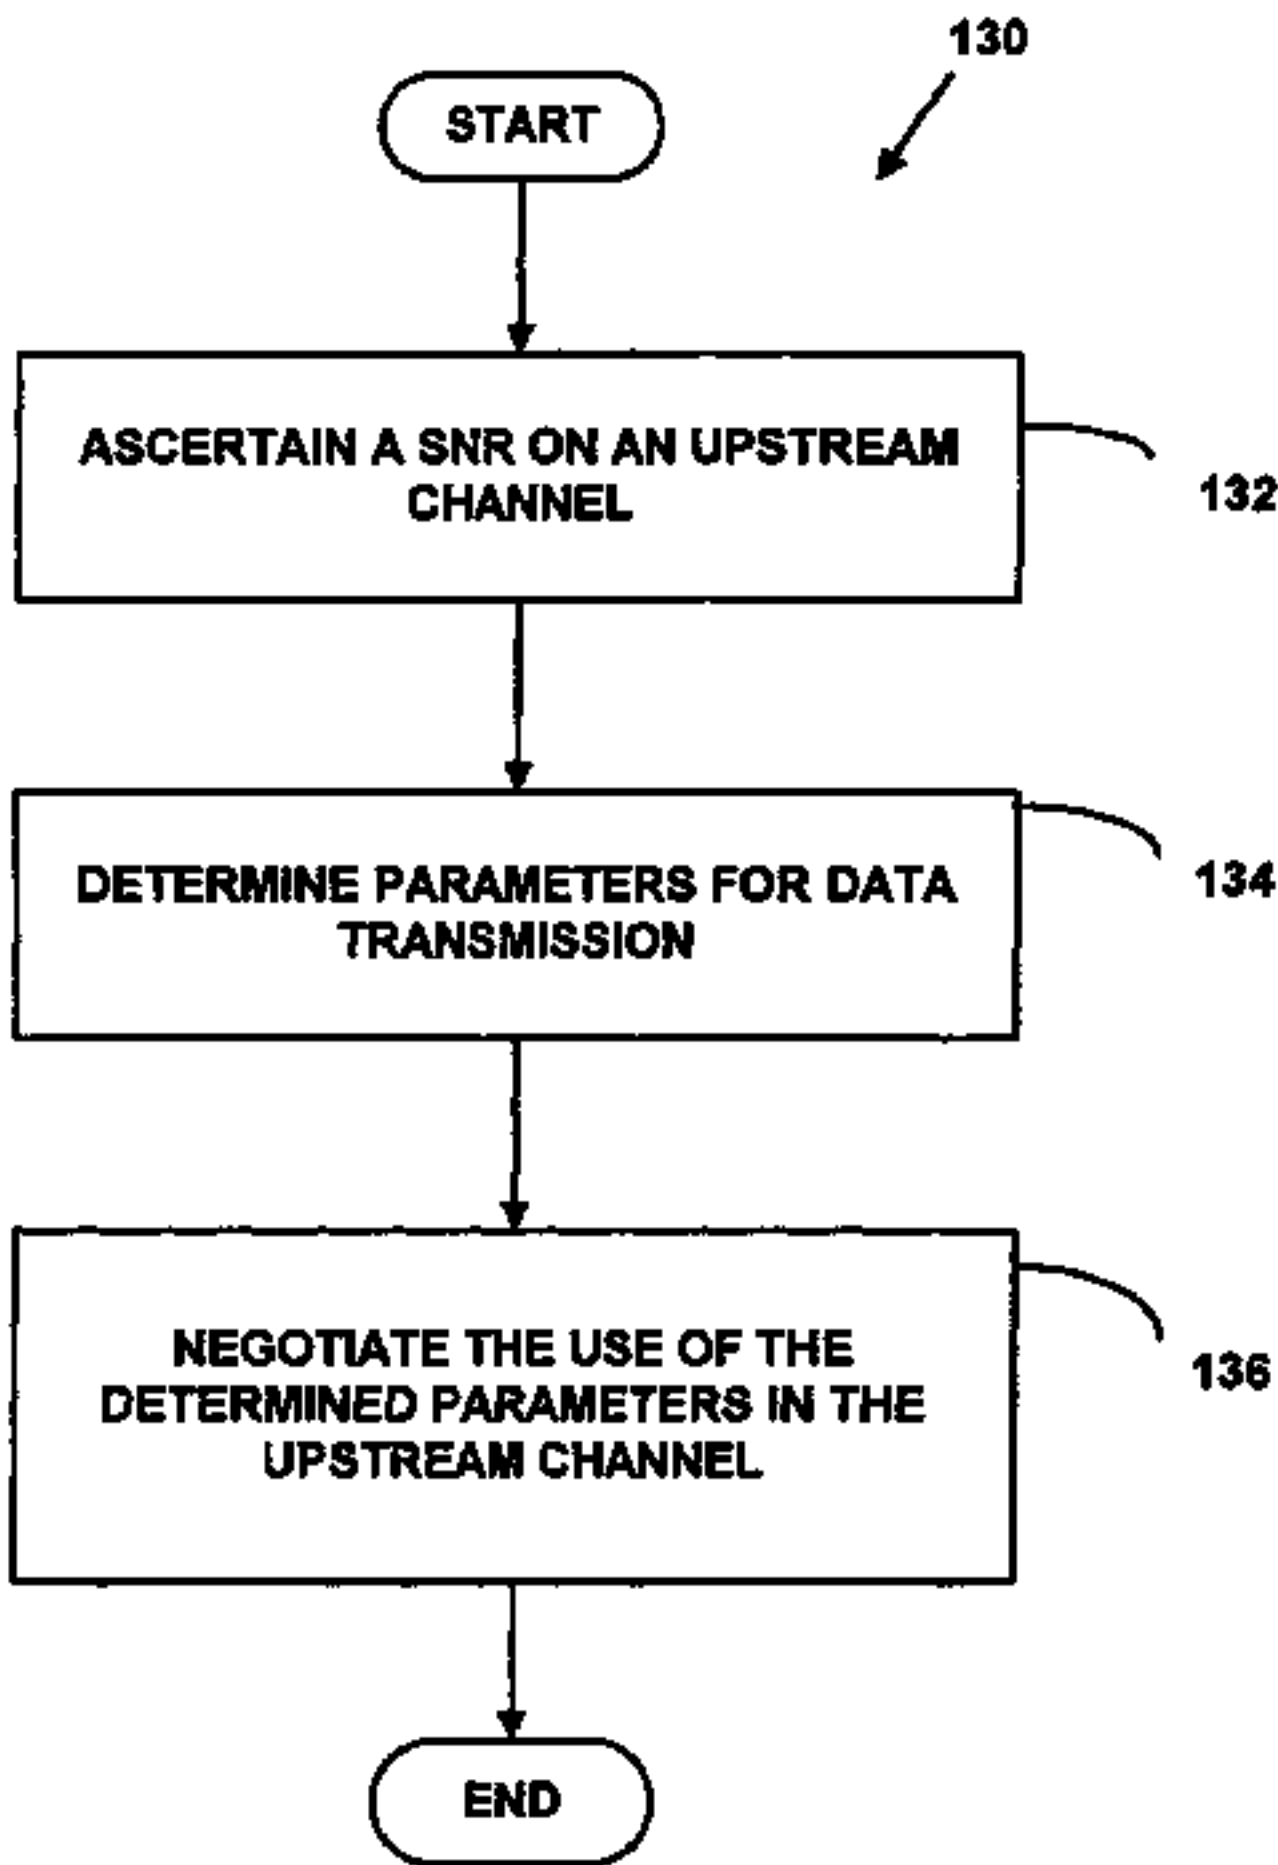 130
START
ASCERTAIN A SNR ON AN UPSTREAM
CHANNEL
132
DETERMINE PARAMETERS FOR DATA
TRANSMISSION
134
NEGOTIATE THE USE OF THE
DETERMINED PARAMETERS IN THE
UPSTREAM CHANNEL
136
END